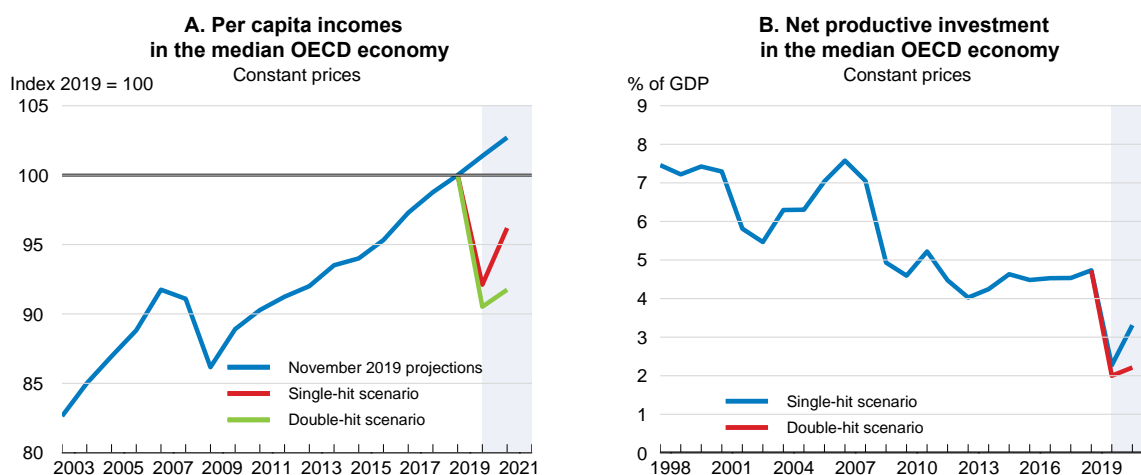 A. Per capita incomes
in the median OECD economy
Constant prices
Index 2019 = 100
105
100
95
90
85
80
November 2019 projections
Single-hit scenario
Double-hit scenario
2003 2005 2007 2009 2011 2013 2015 2017 2019 2021
B. Net productive investment
in the median OECD economy
Constant prices
% of GDP
9
8
7
6
5
4
3
2
1
0
Single-hit scenario
Double-hit scenario
1998 2001 2004 2007 2010 2013 2016 2019